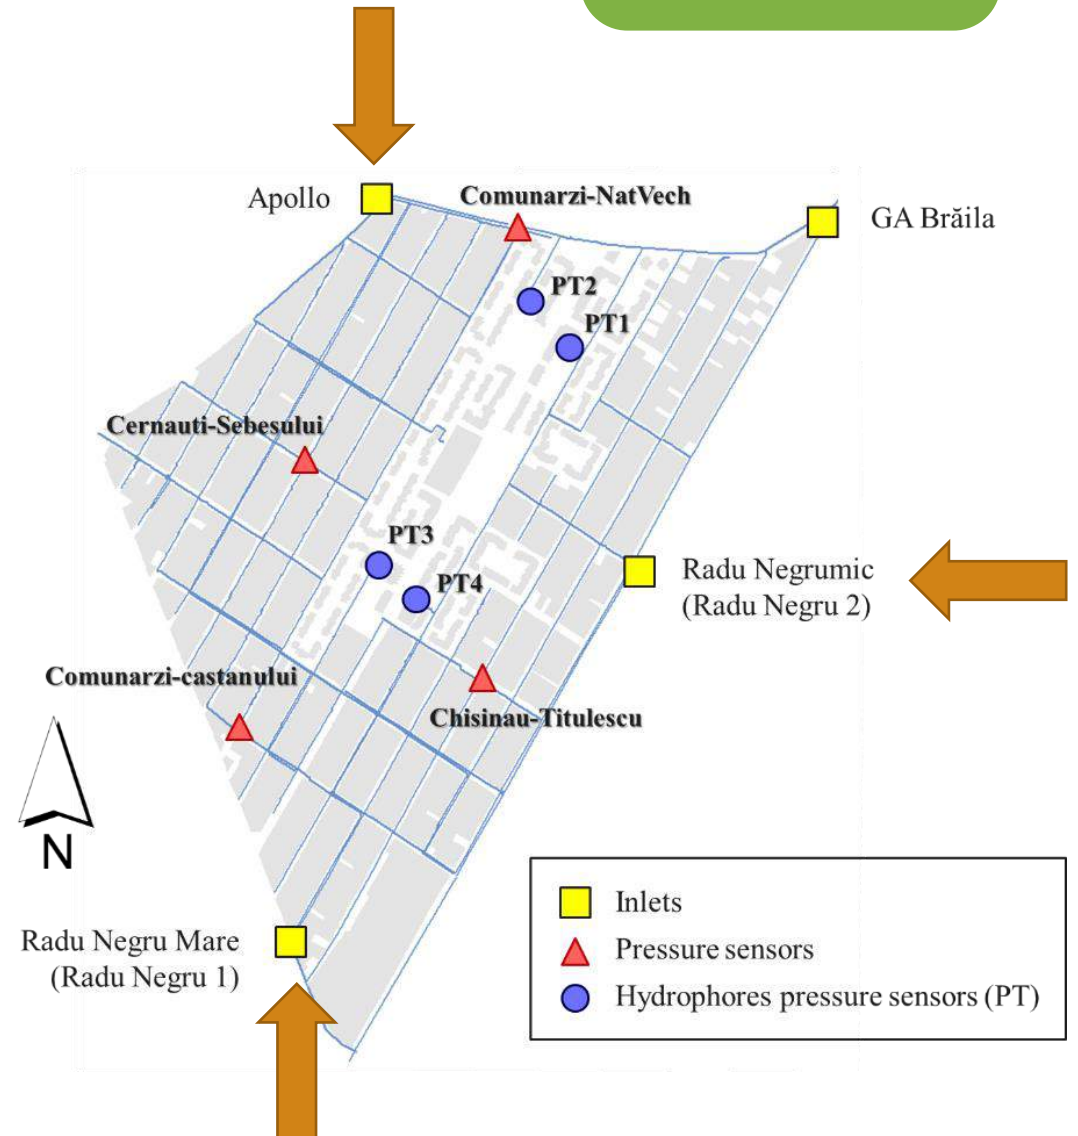 Apollo
Comunarzi-NatVech
GA Brăila
PT2
PT1
Cernauti-Sebesului
PT3
PT4
Radu Negrumic
(Radu Negru 2)
Comunarzi-castanului
Chisinau-Titulescu
N
Radu Negru Mare
(Radu Negru 1)
Inlets
Pressure sensors
Hydrophores pressure sensors (PT)